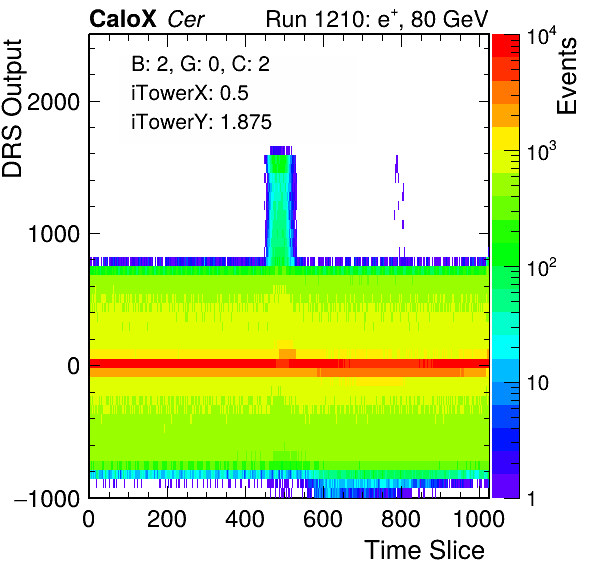 CaloX Cer
Run 1210: e+, 80 GeV
B: 2, G: 0, C: 2
iTowerX: 0.5
iTowerY: 1.875
DRS Output
2000
1000
0
−1000
0 200 400 600 800 1000
Time Slice
Events
10^4
10^3
10^2
10
1